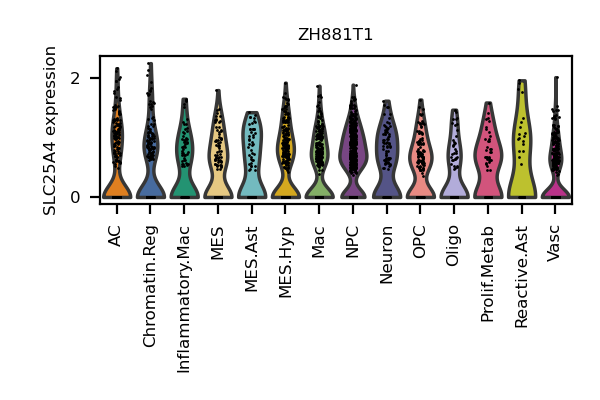 ZH881T1
SLC25A4 expression
2
0
AC
Chromatin.Reg
Inflammatory.Mac
MES
MES.Ast
MES.Hyp
Mac
NPC
Neuron
OPC
Oligo
Prolif.Metab
Reactive.Ast
Vasc